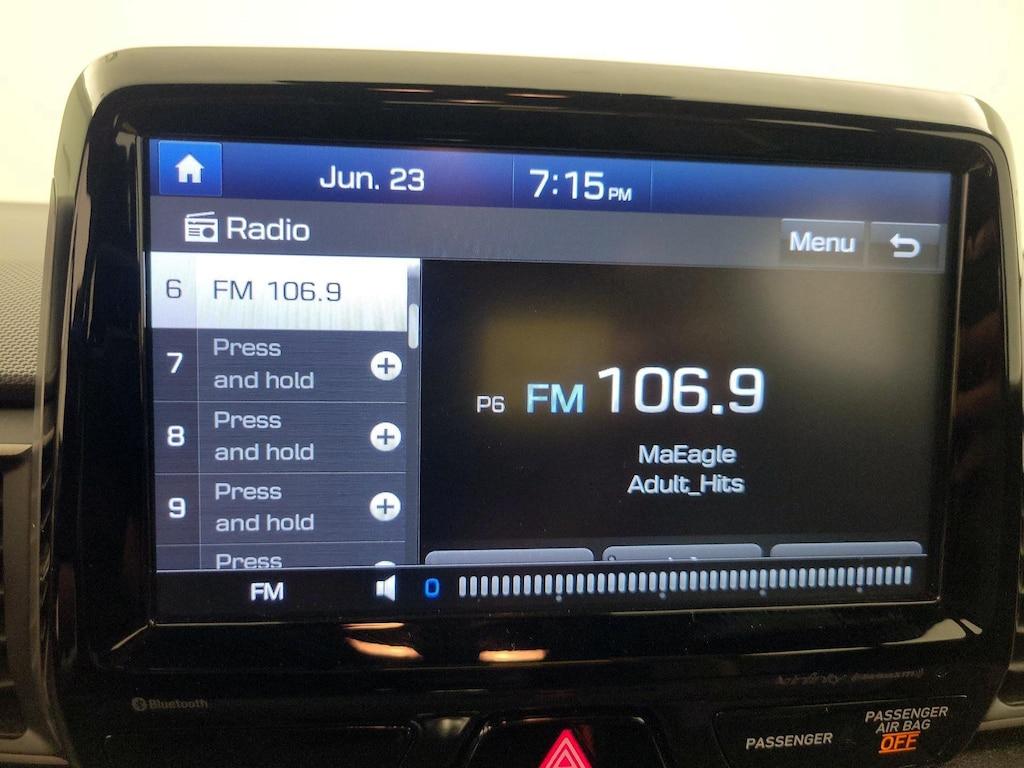 Jun. 23
7:15 PM
Radio
Menu
6 FM 106.9
7 Press
and hold
8 Press
and hold
9 Press
and hold
Press
P6 FM 106.9
MaEagle
Adult_Hits
FM 0
Bluetooth
Infinity SiriusXM
PASSENGER
PASSENGER
AIR BAG
OFF